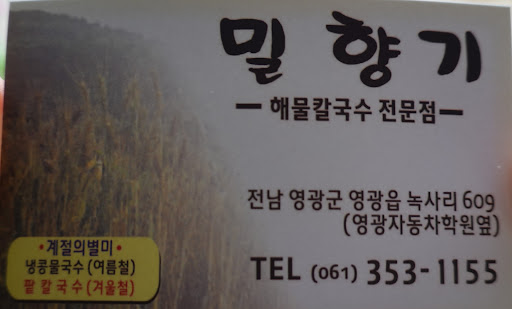 밀향기
해물칼국수 전문점
전남 영광군 영광읍 녹사리 609
(영광자동차학원옆)
TEL (061) 353-1155
•계절의별미•
냉콩물국수(여름철)
팥칼국수(겨울철)